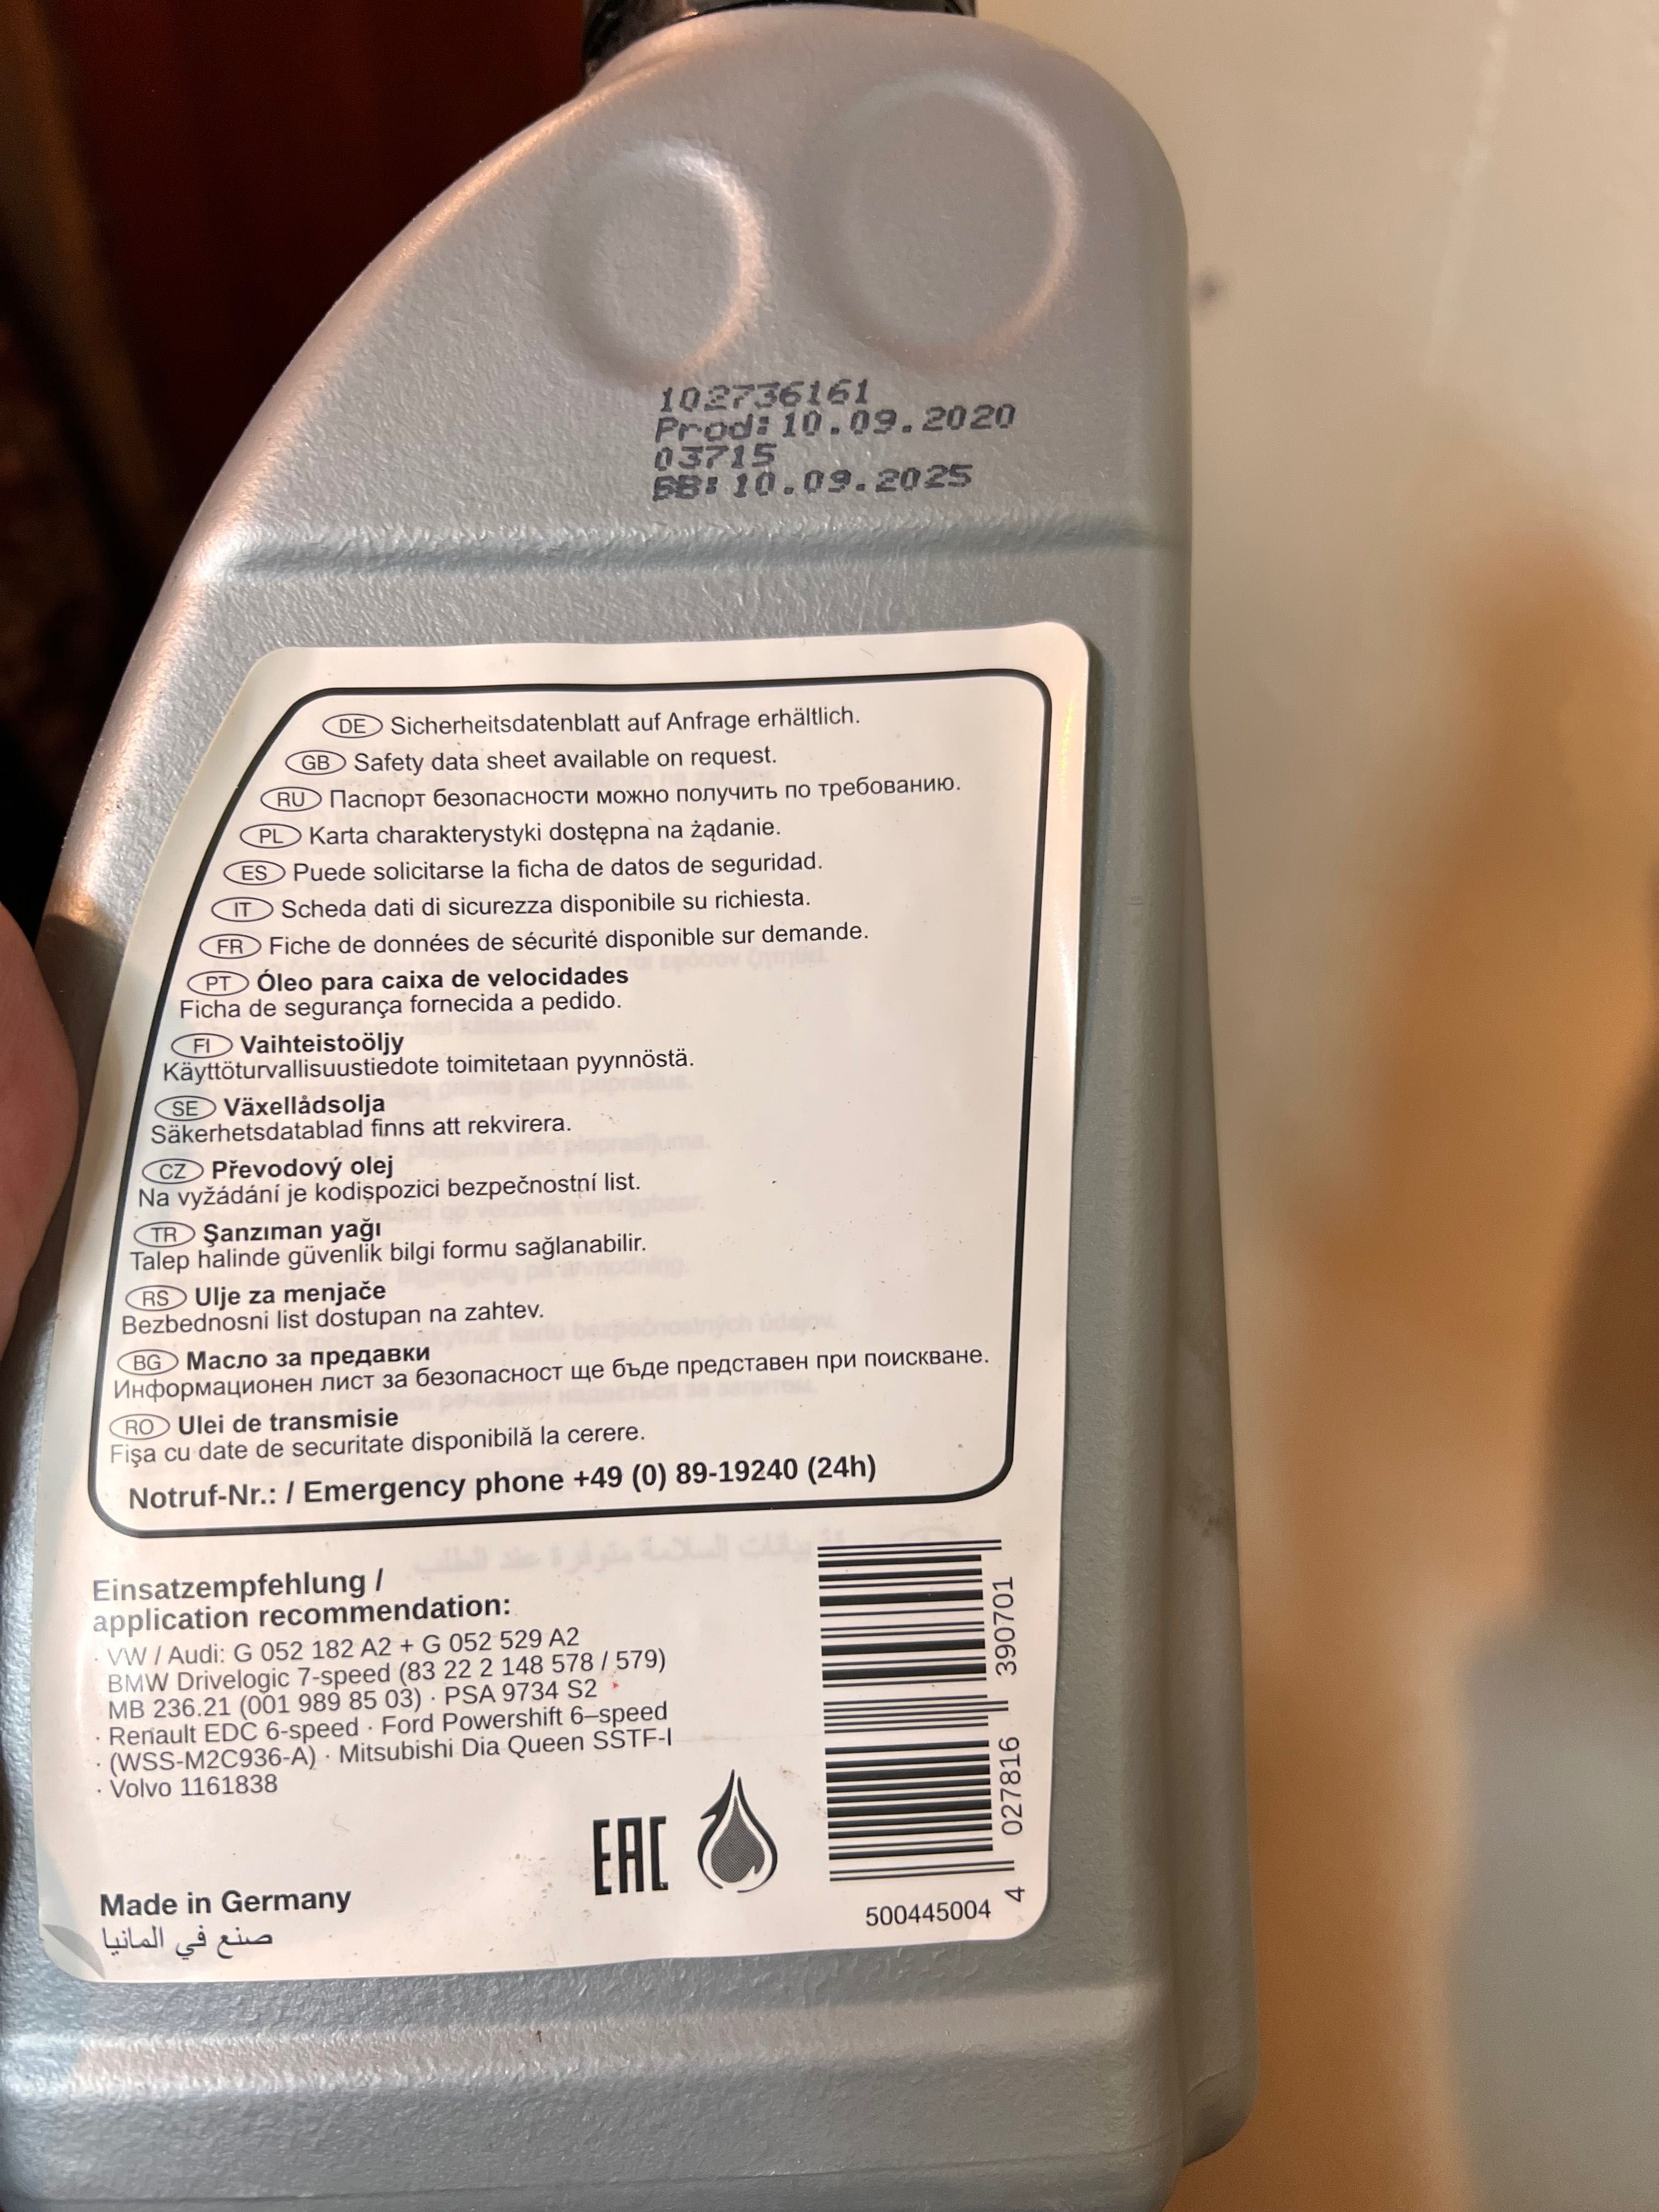 102736161
Prod: 10.09.2020
03715
BB: 10.09.2025
DE Sicherheitsdatenblatt auf Anfrage erhältlich.
GB Safety data sheet available on request.
RU Паспорт безопасности можно получить по требованию.
PL Karta charakterystyki dostępna na żądanie.
ES Puede solicitarse la ficha de datos de seguridad.
IT Scheda dati di sicurezza disponibile su richiesta.
FR Fiche de données de sécurité disponible sur demande.
PT Óleo para caixa de velocidades
Ficha de segurança fornecida a pedido.
FI Vaihteistoöljy
Käyttöturvallisuustiedote toimitetaan pyynnöstä.
SE Växellådsolja
Säkerhetsdatablad finns att rekvirera.
CZ Převodový olej
Na vyžádání je kodispozici bezpečnostní list.
TR Şanzıman yağı
Talep halinde güvenlik bilgi formu sağlanabilir.
RS Ulje za menjače
Bezbednosni list dostupan na zahtev.
BG Масло за предавки
Информационен лист за безопасност ще бъде представен при поискване.
RO Ulei de transmisie
Fişa cu date de securitate disponibilă la cerere.
Notruf-Nr.: / Emergency phone +49 (0) 89-19240 (24h)
Einsatzempfehlung /
application recommendation:
· VW / Audi: G 052 182 A2 + G 052 529 A2
BMW Drivelogic 7-speed (83 22 2 148 578 / 579)
MB 236.21 (001 989 85 03) · PSA 9734 S2
· Renault EDC 6-speed · Ford Powershift 6–speed
· (WSS-M2C936-A) · Mitsubishi Dia Queen SSTF-I
· Volvo 1161838
EAC
Made in Germany
صنع في المانيا
4 027816 390701
500445004